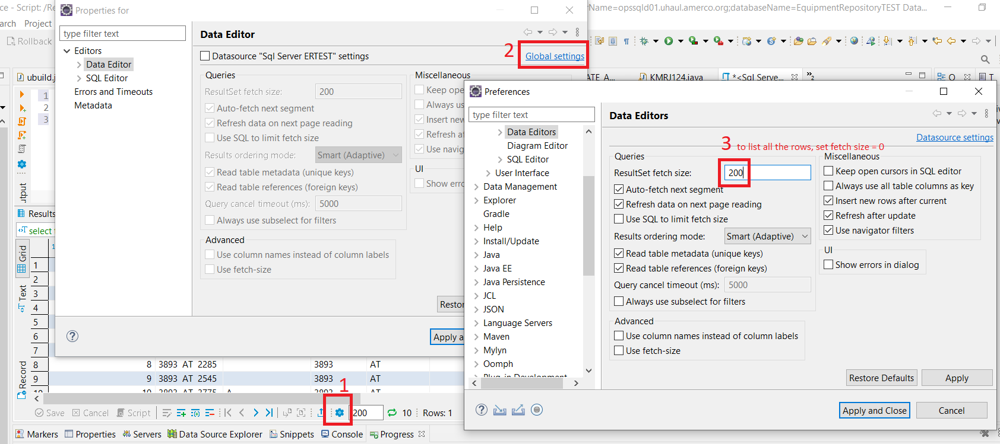 ce - Script: /Re
Properties for
rName=opssqld01.uhaul.amerco.org;databaseName=EquipmentRepositoryTEST Data...
arch Project
Rollback
type filter text
Editors
Data Editor
SQL Editor
Errors and Timeouts
Metadata
Data Editor
2
Datasource "Sql Server ERTEST" settings
Global settings
Queries
ResultSet fetch size:
200
Auto-fetch next segment
Refresh data on next page reading
Use SQL to limit fetch size
Results ordering mode:
Smart (Adaptive)
Read table metadata (unique keys)
Read table references (foreign keys)
Query cancel timeout (ms):
5000
Always use subselect for filters
Advanced
Use column names instead of column labels
Use fetch-size
Miscellaneous
Keep ope
Always us
Insert new
Refresh af
Use navig
UI
Show erro
Restor
Apply a
ubuild.j
1
2
3
ATE_A...
KMRJ124.java
*<Sql Serve...
»2
O
T
Preferences
type filter text
Data Editors
Diagram Editor
SQL Editor
User Interface
Data Management
Explorer
Gradle
Help
Install/Update
Java
Java EE
Java Persistence
JCL
JSON
Language Servers
Maven
Mylyn
Oomph
Plug-in Development
Data Editors
Datasource settings
3 to list all the rows, set fetch size = 0
Queries
ResultSet fetch size:
200
Auto-fetch next segment
Refresh data on next page reading
Use SQL to limit fetch size
Results ordering mode:
Smart (Adaptive)
Read table metadata (unique keys)
Read table references (foreign keys)
Query cancel timeout (ms):
5000
Always use subselect for filters
Advanced
Use column names instead of column labels
Use fetch-size
Miscellaneous
Keep open cursors in SQL editor
Always use all table columns as key
Insert new rows after current
Refresh after update
Use navigator filters
UI
Show errors in dialog
Restore Defaults
Apply
Apply and Close
Cancel
utput
Results
select
Grid
Text
Record
1
2
3
4
5
6
7
8 8 3893 AT 2285 3893 AT
9 9 3893 AT 2545 3893 AT
10 10 3893 AT 2775 A 3893 AT
1
Save
Cancel
Script
200
10
Rows: 1
Markers
Properties
Servers
Data Source Explorer
Snippets
Console
Progress